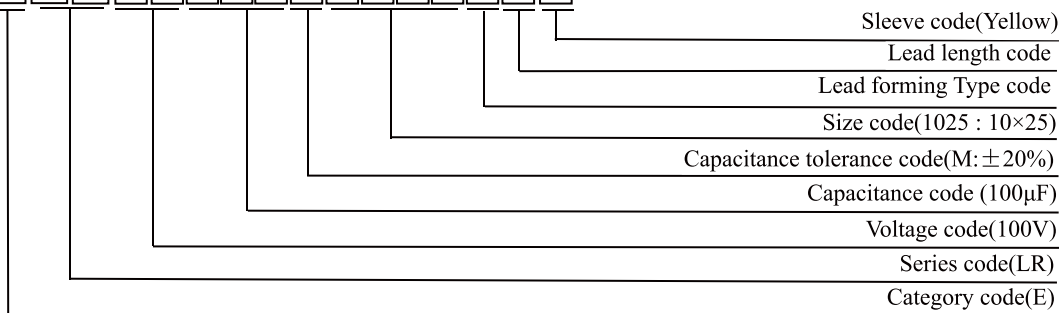 Sleeve code(Yellow)
Lead length code
Lead forming Type code
Size code(1025 : 10×25)
Capacitance tolerance code(M:±20%)
Capacitance code (100μF)
Voltage code(100V)
Series code(LR)
Category code(E)